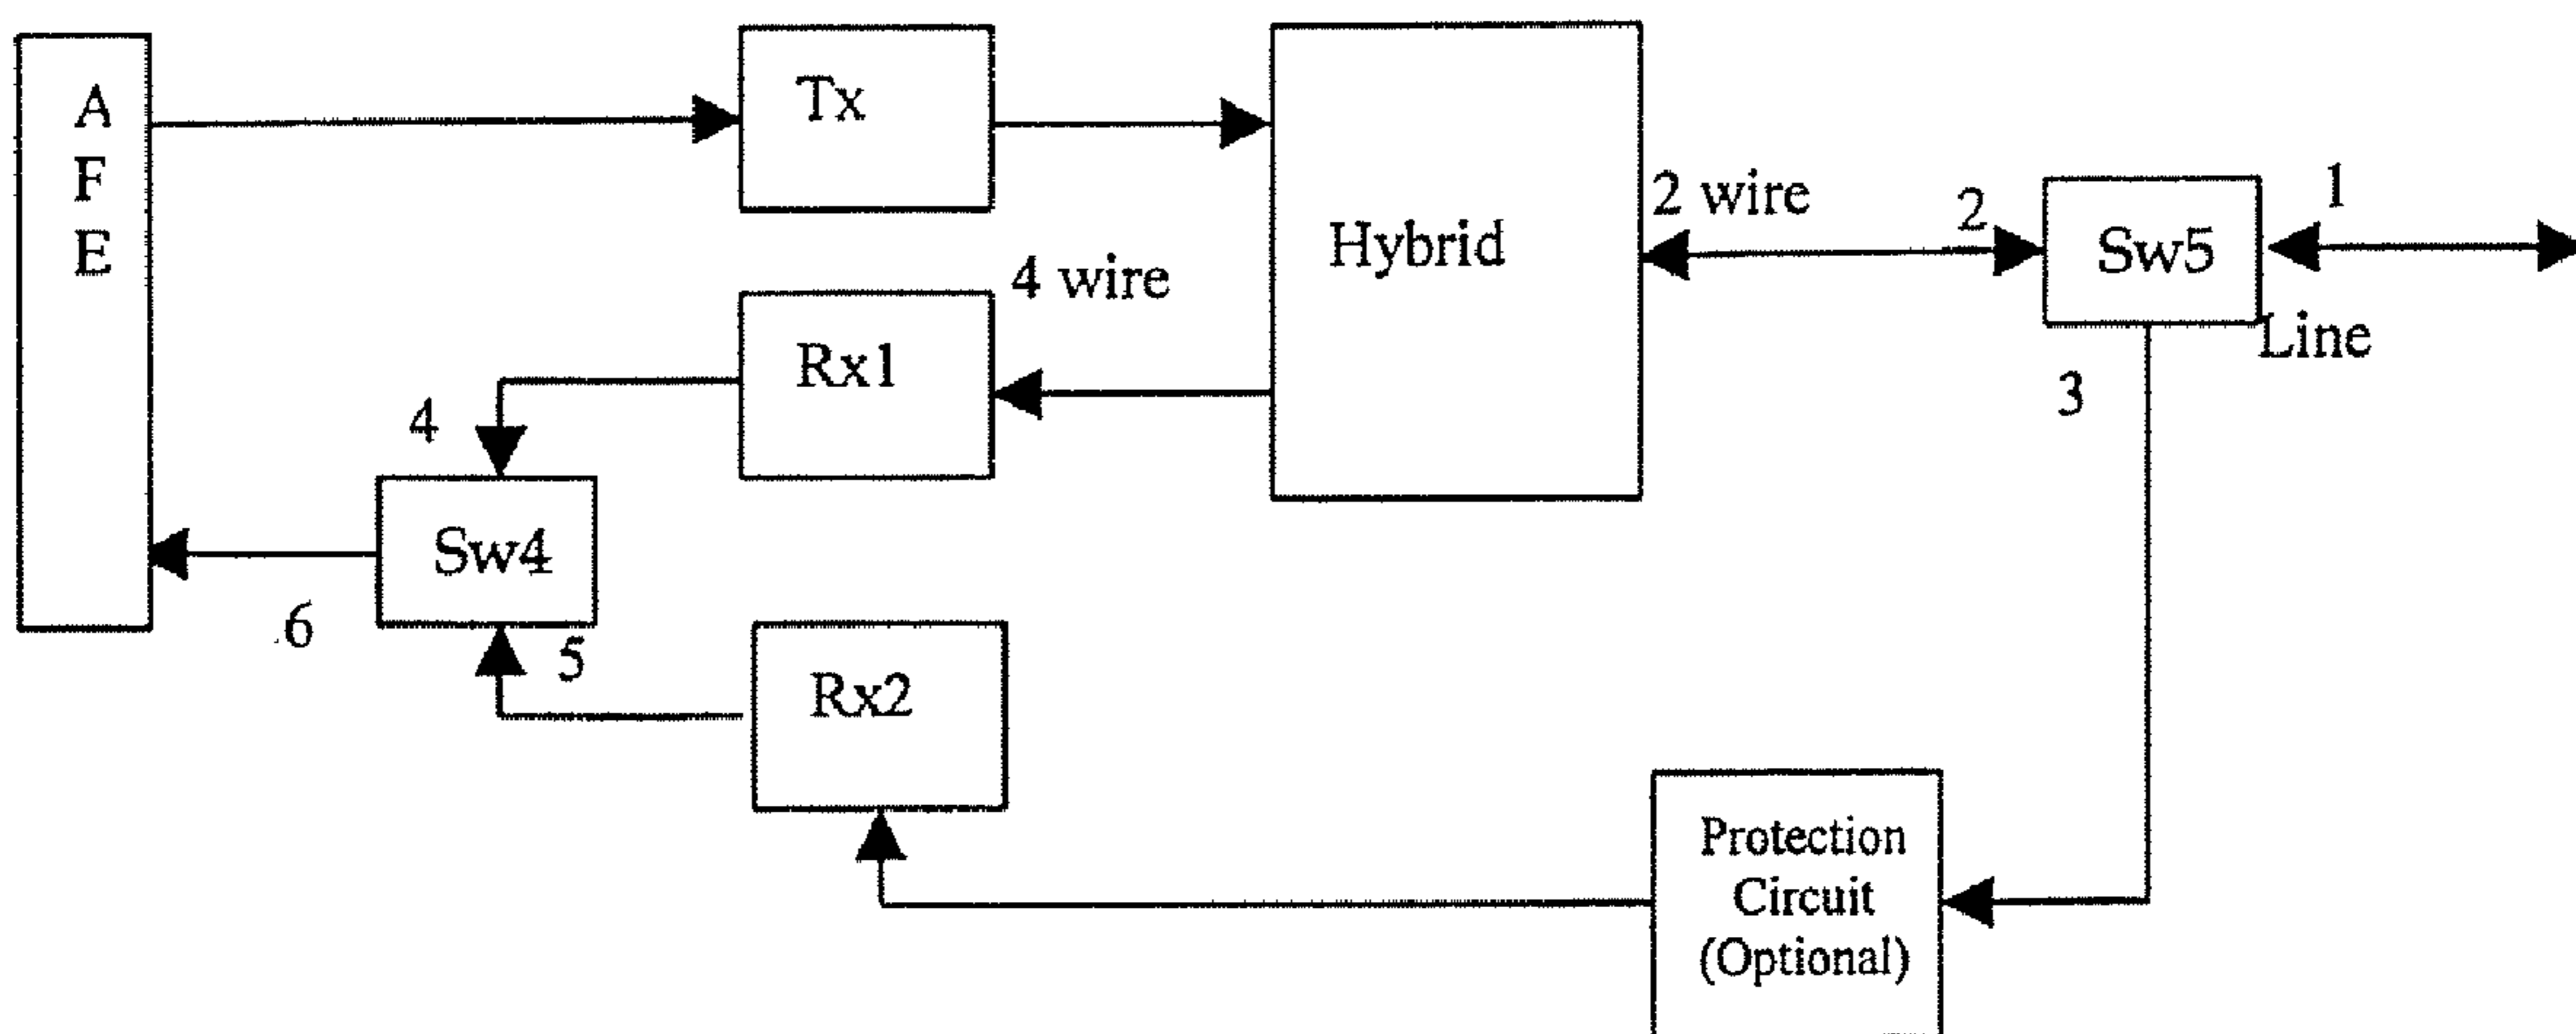 A
F
E
Tx
Hybrid
2 wire
2
Sw5
1
Line
3
4 wire
Rx1
4
Sw4
6
5
Rx2
Protection
Circuit
(Optional)